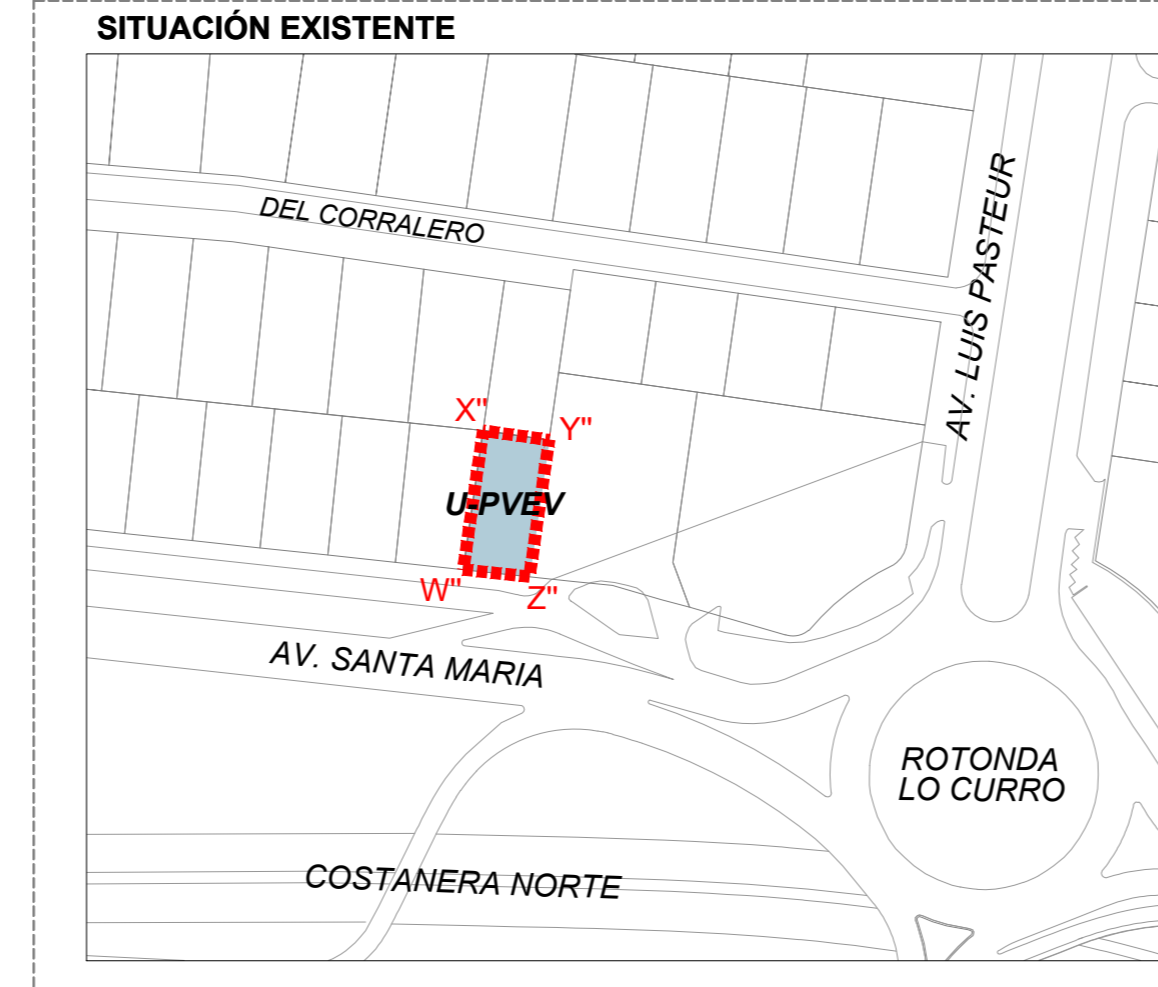 SITUACIÓN EXISTENTE
DEL CORRALERO
AV. LUIS PASTEUR
X"
Y"
U-PVEV
W"
Z"
AV. SANTA MARIA
ROTONDA
LO CURRO
COSTANERA NORTE